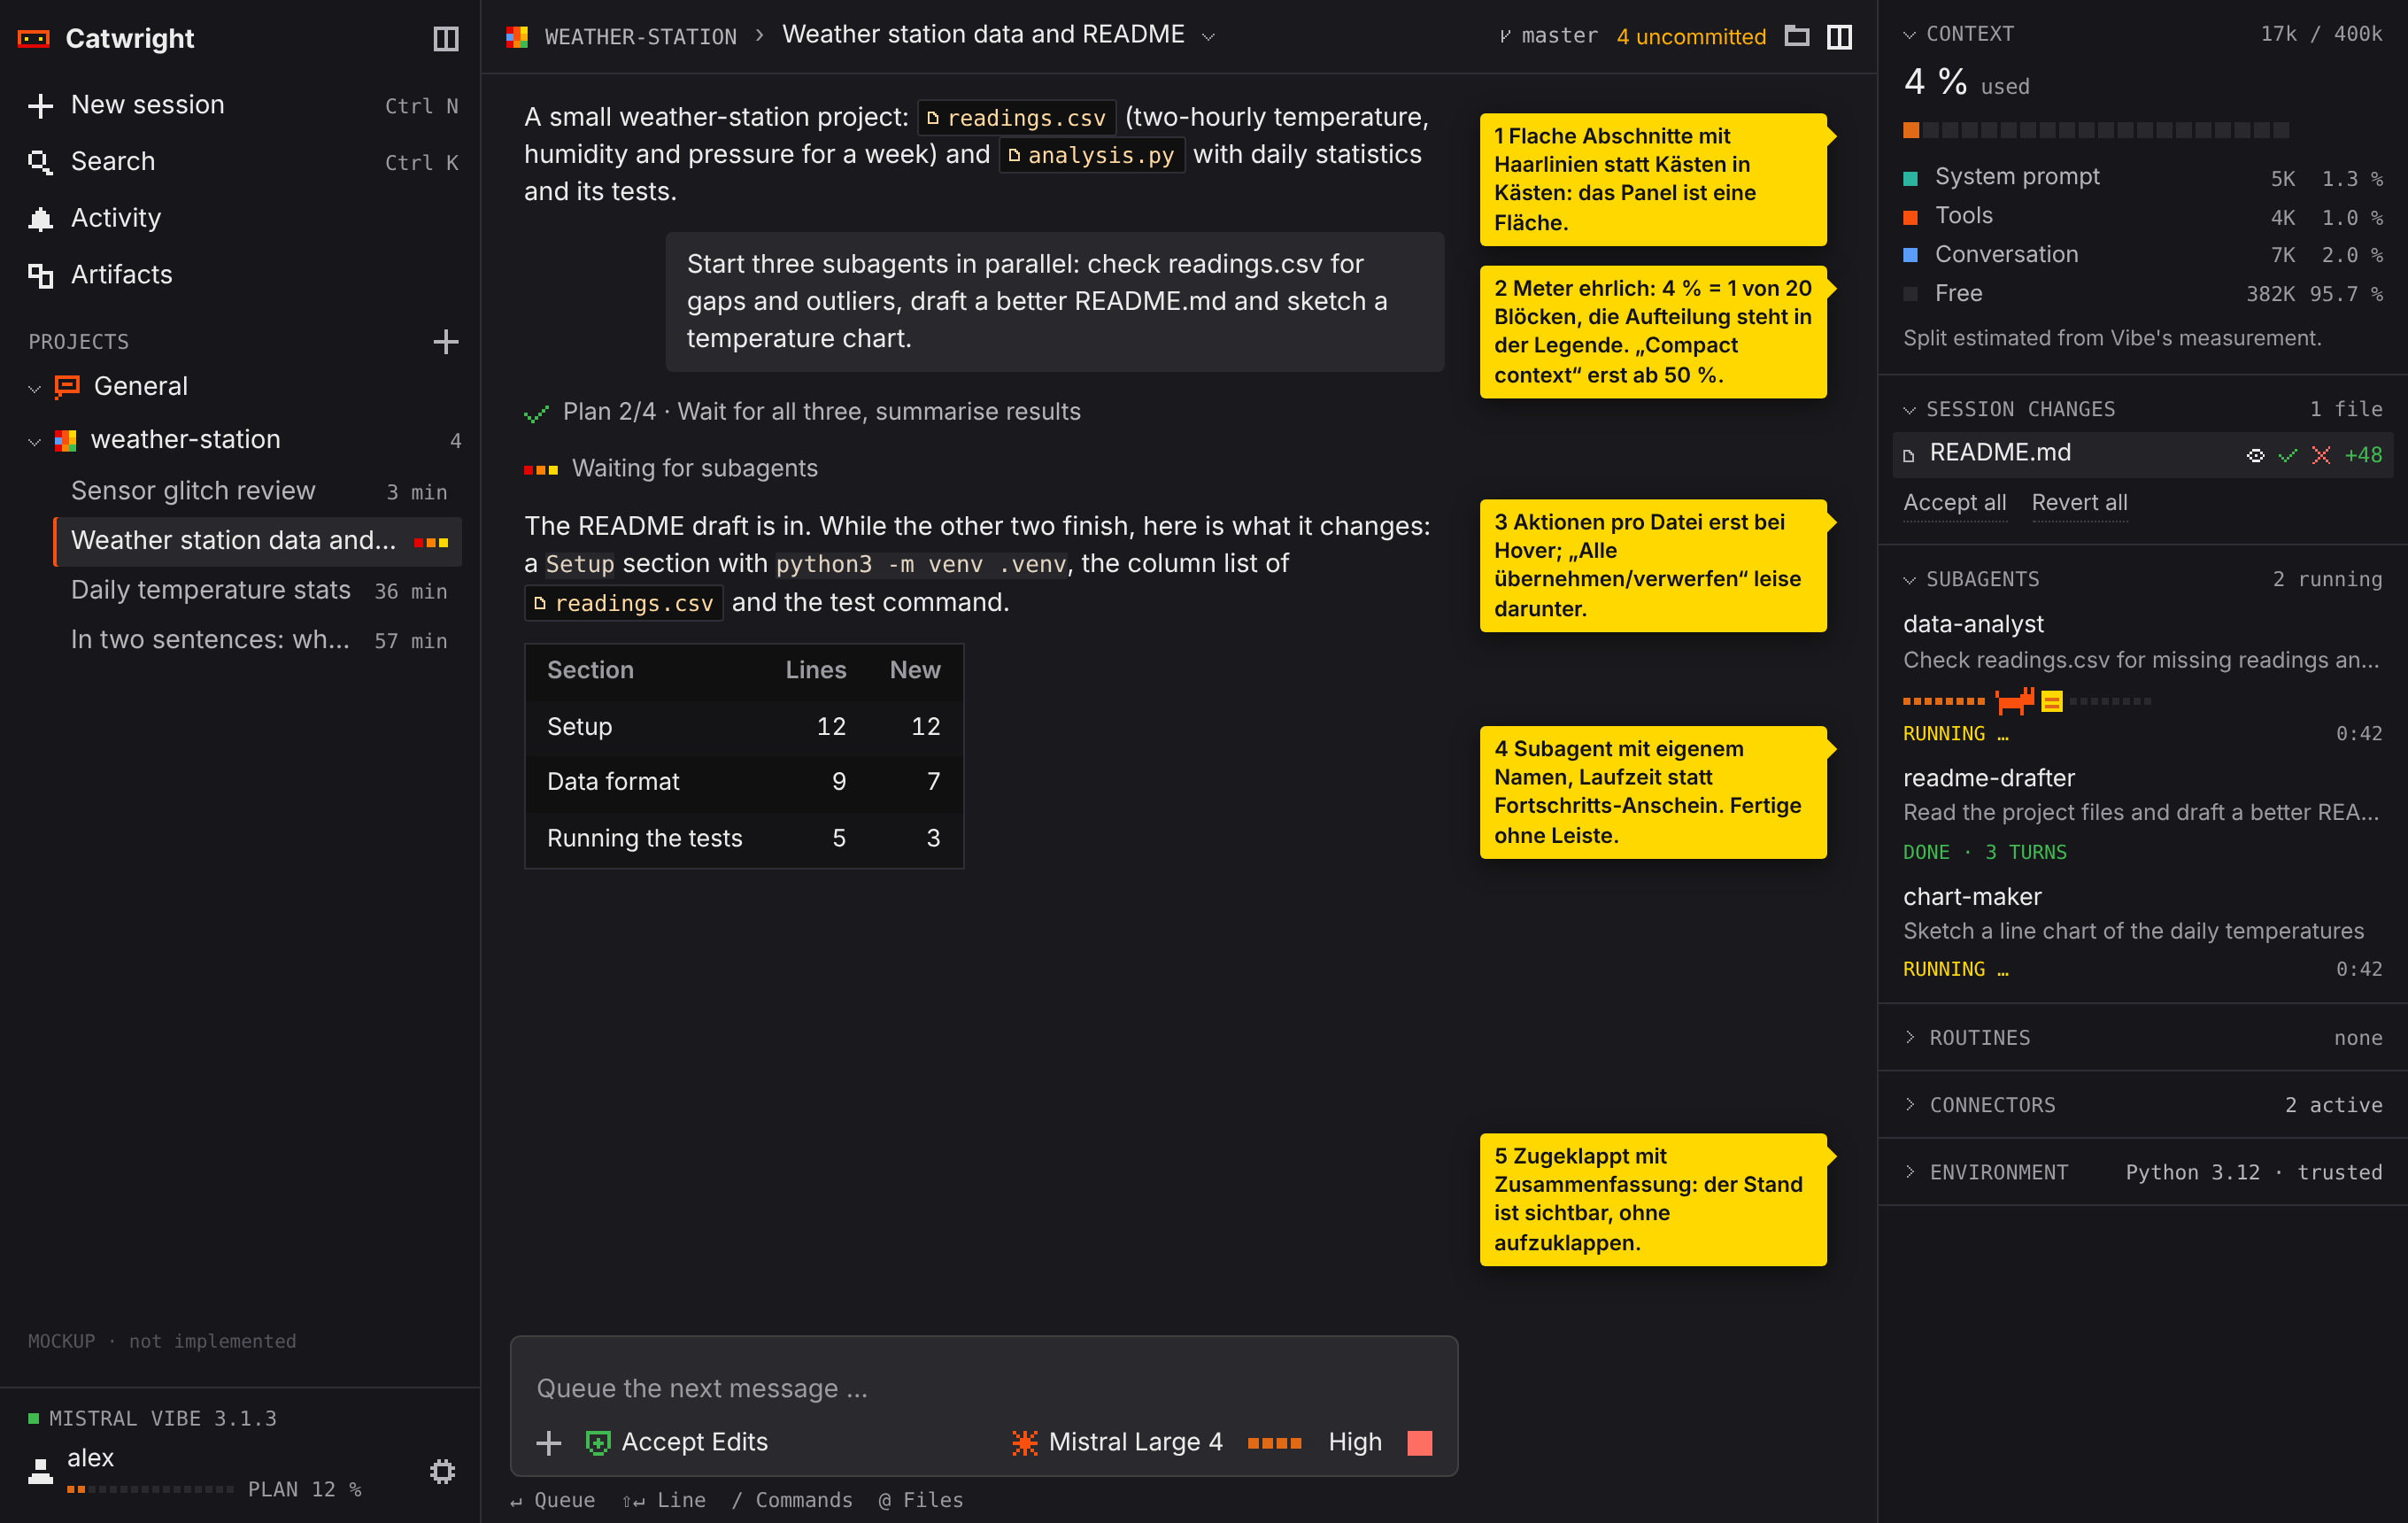 Catwright
New session Ctrl N
Search Ctrl K
Activity
Artifacts
PROJECTS
General
weather-station 4
Sensor glitch review 3 min
Weather station data and...
Daily temperature stats 36 min
In two sentences: wh... 57 min
MOCKUP · not implemented
MISTRAL VIBE 3.1.3
alex
PLAN 12 %
WEATHER-STATION › Weather station data and README
master 4 uncommitted
A small weather-station project: readings.csv (two-hourly temperature,
humidity and pressure for a week) and analysis.py with daily statistics
and its tests.
Start three subagents in parallel: check readings.csv for
gaps and outliers, draft a better README.md and sketch a
temperature chart.
Plan 2/4 · Wait for all three, summarise results
Waiting for subagents
The README draft is in. While the other two finish, here is what it changes:
a Setup section with python3 -m venv .venv, the column list of
readings.csv and the test command.
Section Lines New
Setup 12 12
Data format 9 7
Running the tests 5 3
1 Flache Abschnitte mit
Haarlinien statt Kästen in
Kästen: das Panel ist eine
Fläche.
2 Meter ehrlich: 4 % = 1 von 20
Blöcken, die Aufteilung steht in
der Legende. „Compact
context“ erst ab 50 %.
3 Aktionen pro Datei erst bei
Hover; „Alle
übernehmen/verwerfen“ leise
darunter.
4 Subagent mit eigenem
Namen, Laufzeit statt
Fortschritts-Anschein. Fertige
ohne Leiste.
5 Zugeklappt mit
Zusammenfassung: der Stand
ist sichtbar, ohne
aufzuklappen.
Queue the next message ...
Accept Edits Mistral Large 4 High
↵ Queue ⇧↵ Line / Commands @ Files
CONTEXT 17k / 400k
4 % used
System prompt 5K 1.3 %
Tools 4K 1.0 %
Conversation 7K 2.0 %
Free 382K 95.7 %
Split estimated from Vibe's measurement.
SESSION CHANGES 1 file
README.md +48
Accept all Revert all
SUBAGENTS 2 running
data-analyst
Check readings.csv for missing readings an...
RUNNING … 0:42
readme-drafter
Read the project files and draft a better REA...
DONE · 3 TURNS
chart-maker
Sketch a line chart of the daily temperatures
RUNNING … 0:42
ROUTINES none
CONNECTORS 2 active
ENVIRONMENT Python 3.12 · trusted